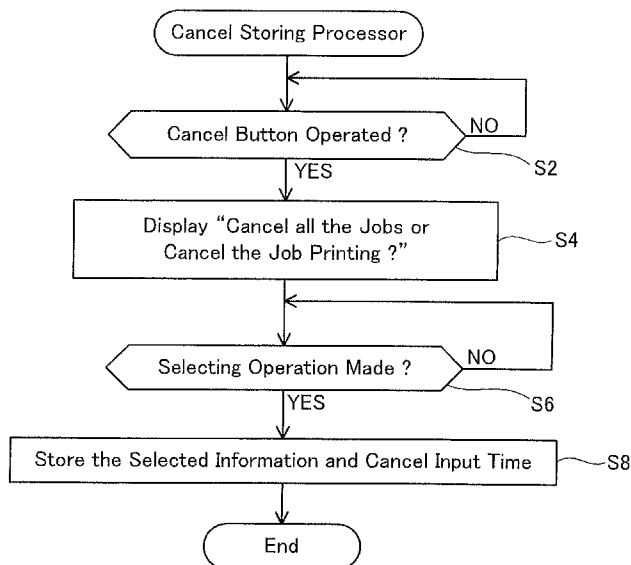 Cancel Storing Processor
Cancel Button Operated ?
NO
S2
YES
Display “Cancel all the Jobs or
Cancel the Job Printing ?”
S4
Selecting Operation Made ?
NO
S6
YES
Store the Selected Information and Cancel Input Time
S8
End